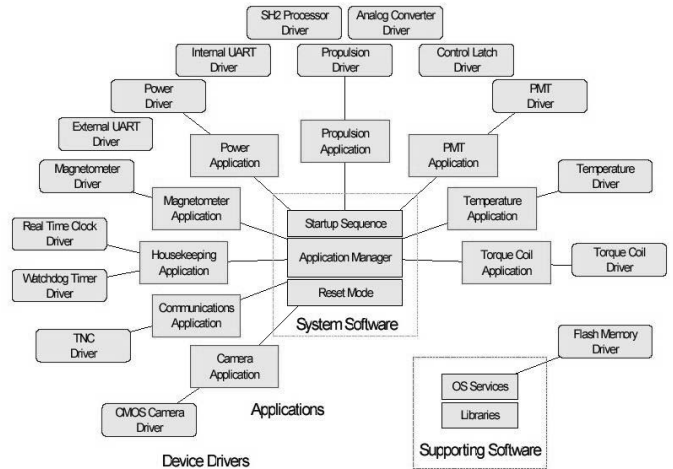 SH2 Processor
Driver
Analog Converter
Driver
Internal UART
Driver
Propulsion
Driver
Control Latch
Driver
Power
Driver
PMT
Driver
External UART
Driver
Power
Application
Propulsion
Application
PMT
Application
Magnetometer
Driver
Temperature
Driver
Magnetometer
Application
Temperature
Application
Startup Sequence
Real Time Clock
Driver
Housekeeping
Application
Application Manager
Torque Coil
Application
Torque Coil
Driver
Watchdog Timer
Driver
Reset Mode
Communications
Application
System Software
TNC
Driver
Camera
Application
Flash Memory
Driver
OS Services
Libraries
CMOS Camera
Driver
Applications
Supporting Software
Device Drivers